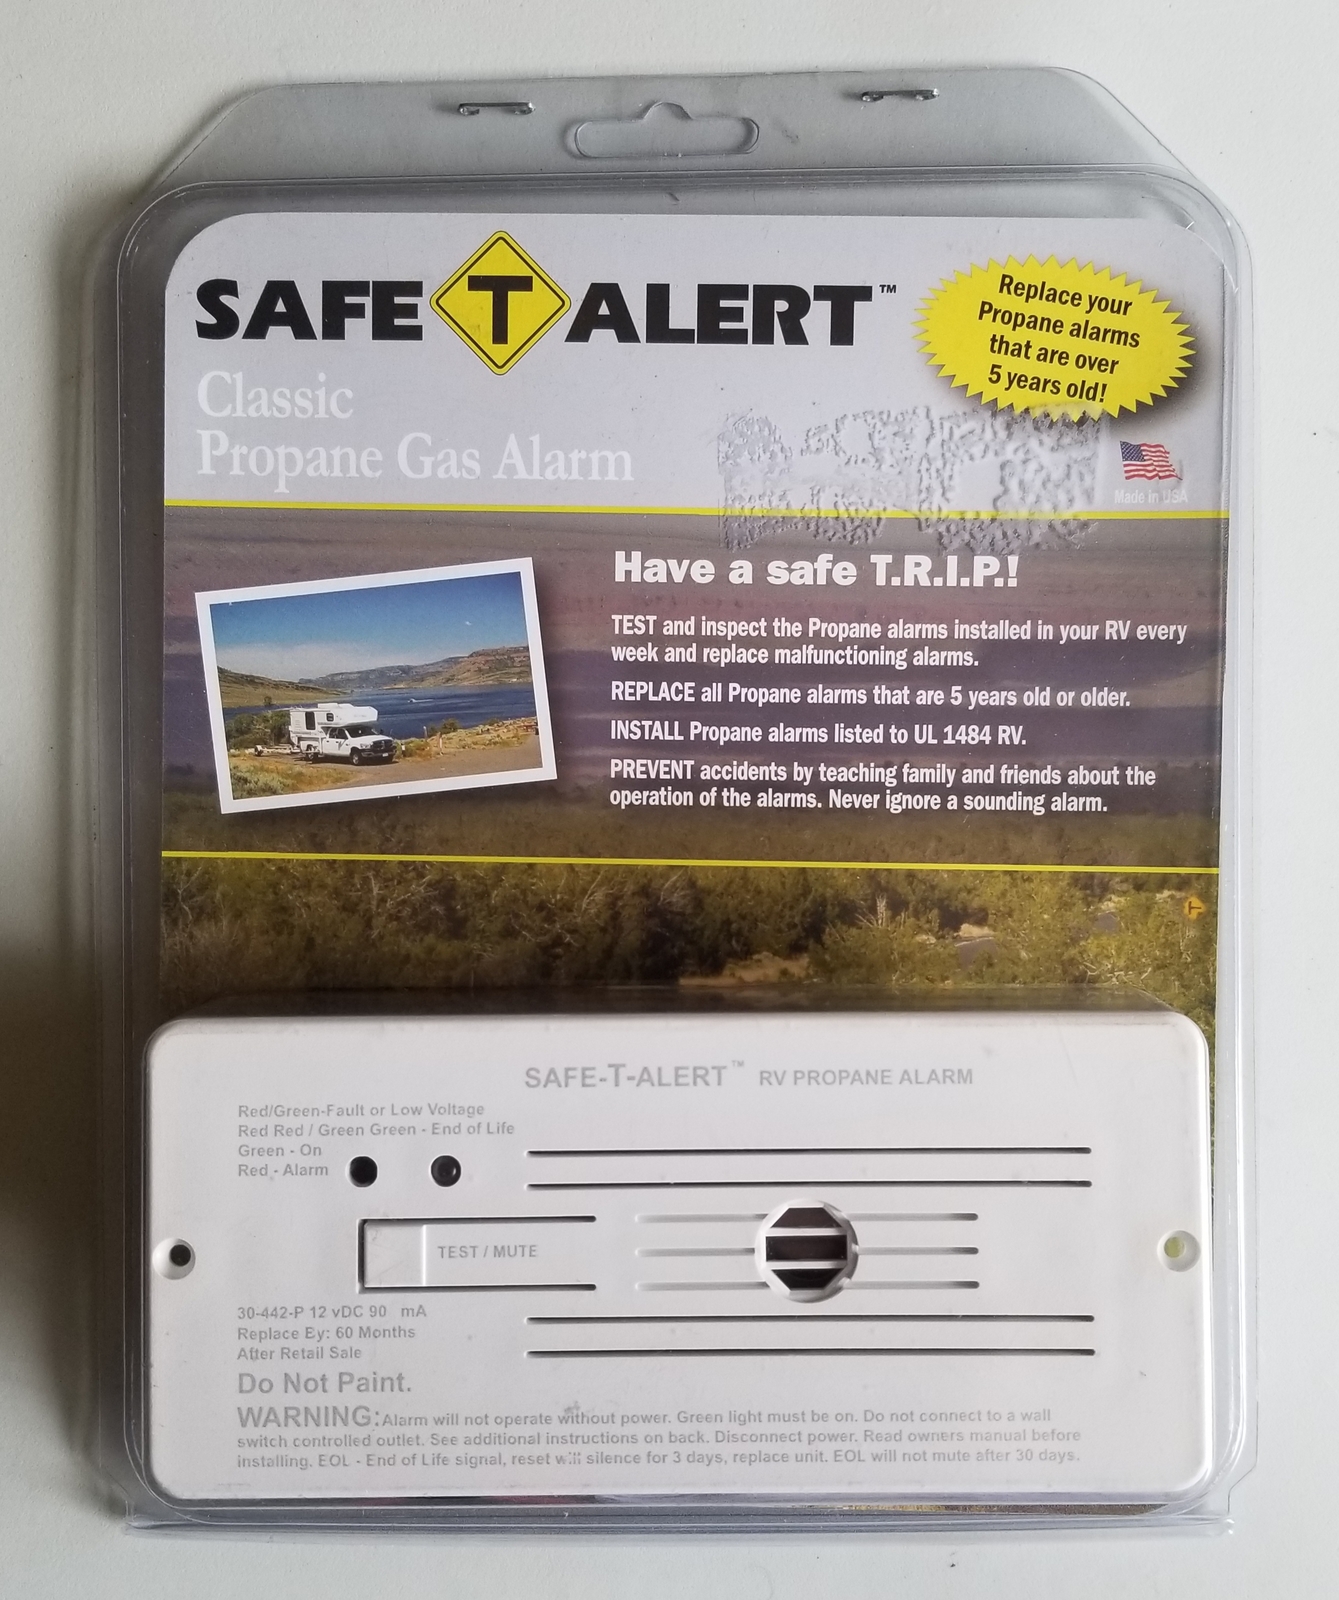 SAFE T ALERT™
Replace your
Propane alarms
that are over
5 years old!
Classic
Propane Gas Alarm
Made in USA
Have a safe T.R.I.P.!
TEST and inspect the Propane alarms installed in your RV every
week and replace malfunctioning alarms.
REPLACE all Propane alarms that are 5 years old or older.
INSTALL Propane alarms listed to UL 1484 RV.
PREVENT accidents by teaching family and friends about the
operation of the alarms. Never ignore a sounding alarm.
SAFE-T-ALERT™ RV PROPANE ALARM
Red/Green-Fault or Low Voltage
Red Red / Green Green - End of Life
Green - On
Red - Alarm
TEST / MUTE
30-442-P 12 vDC 90 mA
Replace By: 60 Months
After Retail Sale
Do Not Paint.
WARNING: Alarm will not operate without power. Green light must be on. Do not connect to a wall
switch controlled outlet. See additional instructions on back. Disconnect power. Read owners manual before
installing. EOL - End of Life signal, reset will silence for 3 days, replace unit. EOL will not mute after 30 days.